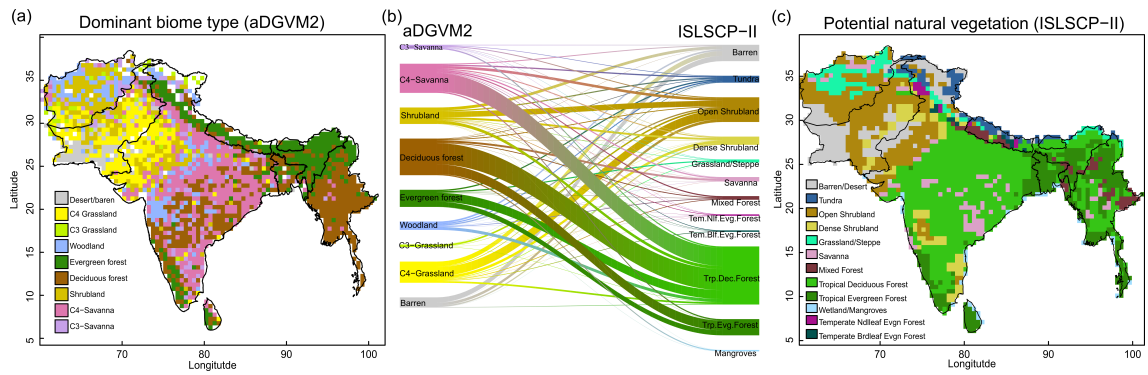 (a)
Dominant biome type (aDGVM2)
Latitude
35
30
25
20
15
10
5
Desert/baren
C4 Grassland
C3 Grassland
Woodland
Evergreen forest
Deciduous forest
Shrubland
C4−Savanna
C3−Savanna
70
80
90
100
Longitutde
(b)
aDGVM2
ISLSCP−II
C3−Savanna
C4−Savanna
Shrubland
Deciduous forest
Evergreen forest
Woodland
C3−Grassland
C4−Grassland
Barren
Barren
Tundra
Open Shrubland
Dense Shrubland
Grassland/Steppe
Savanna
Mixed Forest
Tem.Nlf.Evg.Forest
Tem.Blf.Evg.Forest
Trp.Dec.Forest
Trp.Evg.Forest
Mangroves
(c)
Potential natural vegetation (ISLSCP−II)
Latitude
35
30
25
20
15
10
5
Barren/Desert
Tundra
Open Shrubland
Dense Shrubland
Grassland/Steppe
Savanna
Mixed Forest
Tropical Deciduous Forest
Tropical Evergreen Forest
Wetland/Mangroves
Temperate Ndleaf Evgn Forest
Temperate Brdleaf Evgn Forest
70
80
90
100
Longitutde